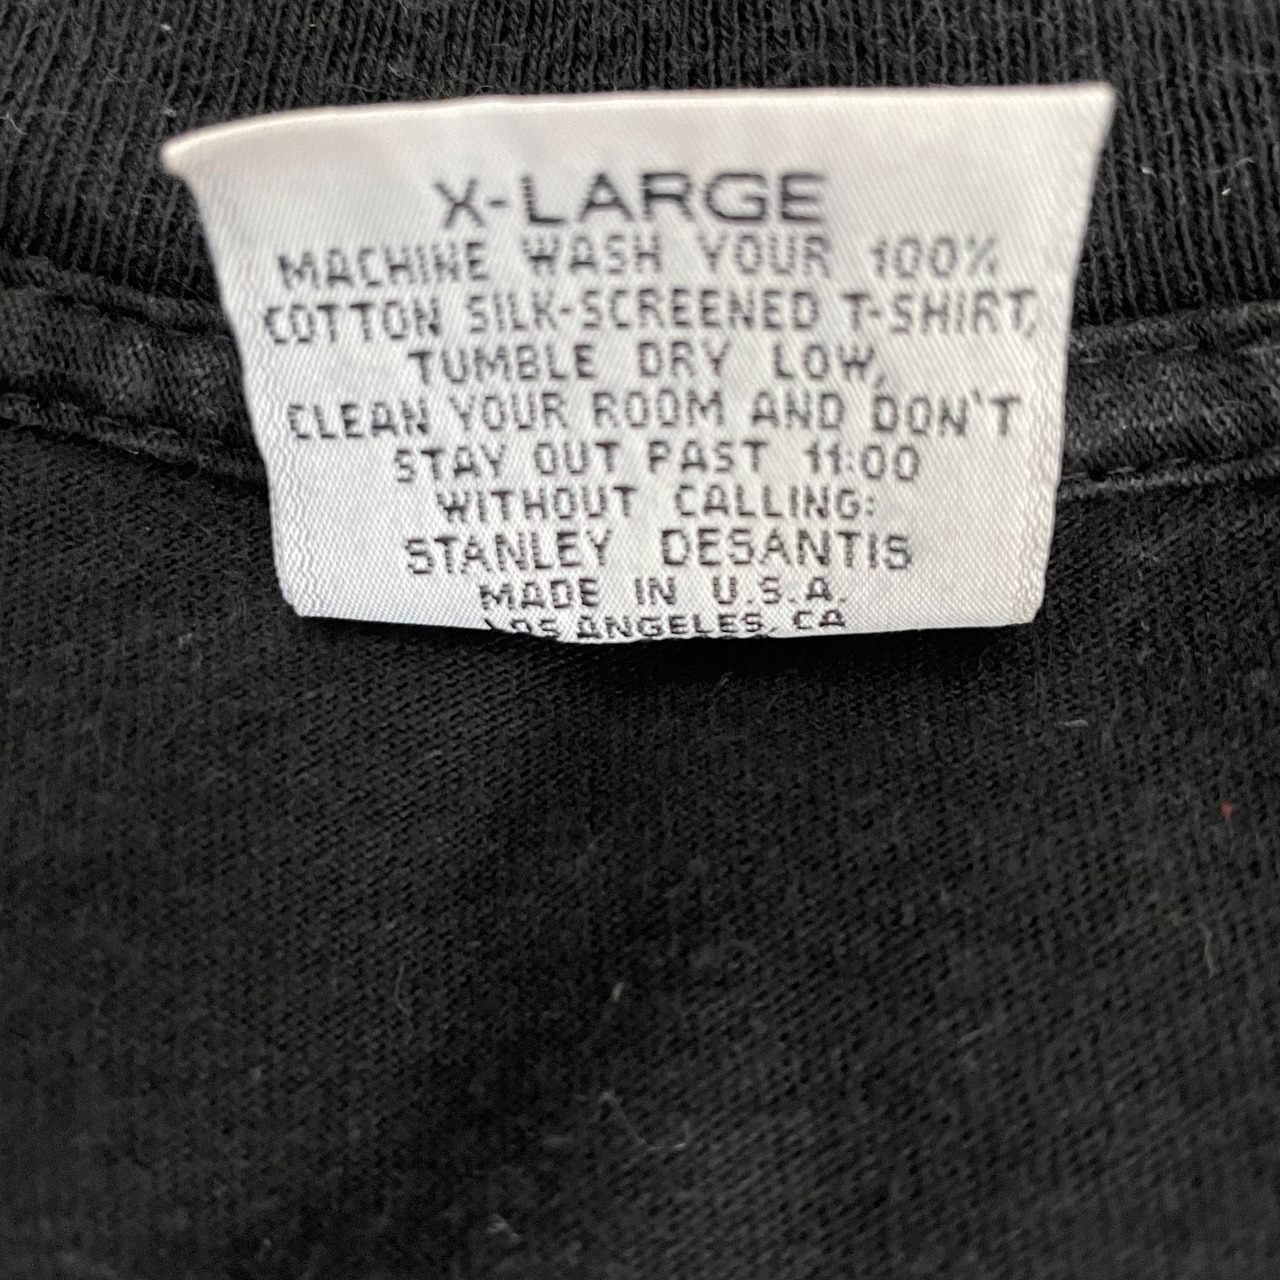 X-LARGE
MACHINE WASH YOUR 100%
COTTON SILK-SCREENED T-SHIRT,
TUMBLE DRY LOW,
CLEAN YOUR ROOM AND DON'T
STAY OUT PAST 11:00
WITHOUT CALLING:
STANLEY DESANTIS
MADE IN U.S.A.
LOS ANGELES, CA